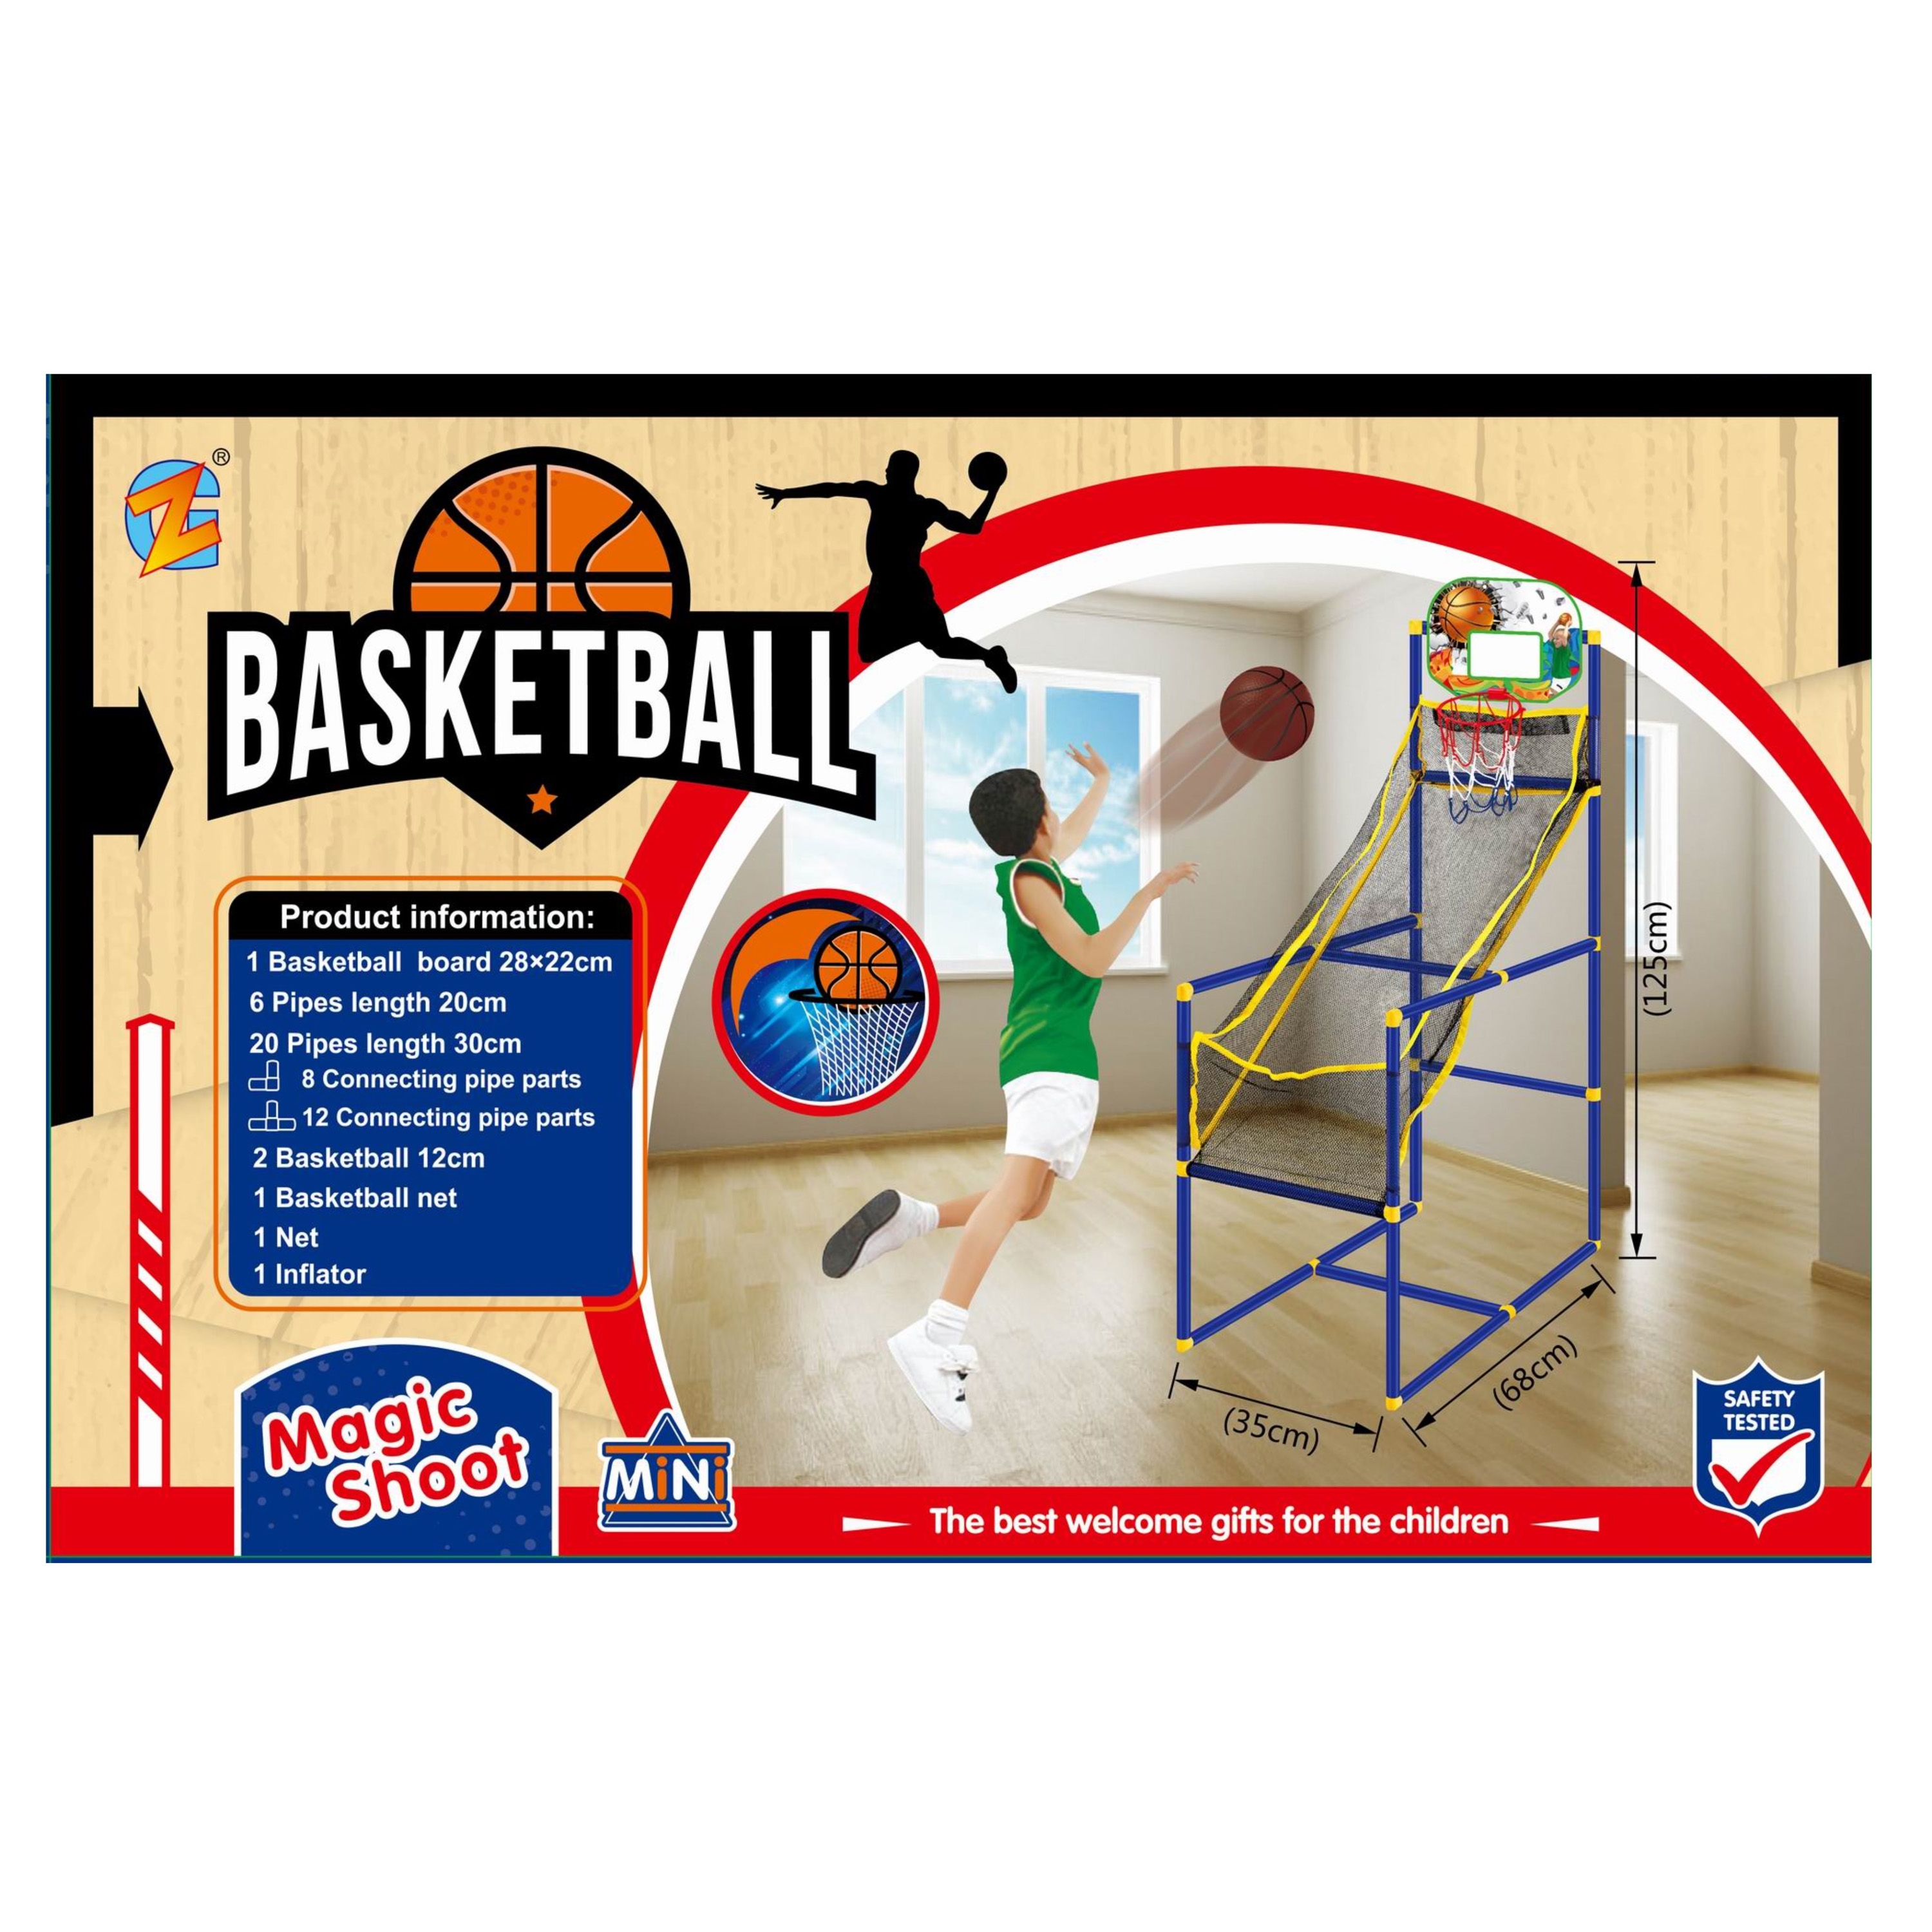 ZG®
BASKETBALL
Product information:
1 Basketball board 28×22cm
6 Pipes length 20cm
20 Pipes length 30cm
8 Connecting pipe parts
12 Connecting pipe parts
2 Basketball 12cm
1 Basketball net
1 Net
1 Inflator
(125cm)
(68cm)
(35cm)
Magic
Shoot
MiNi
The best welcome gifts for the children
SAFETY
TESTED